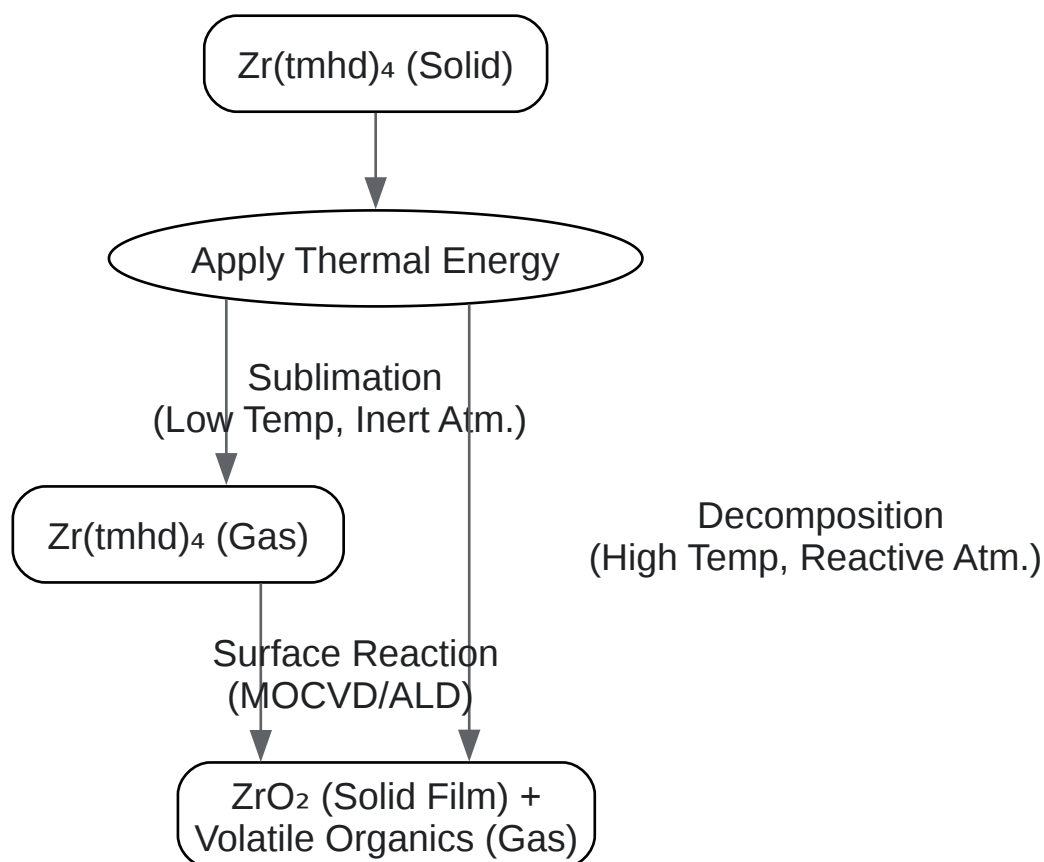 Zr(tmhd)₄ (Solid)
Apply Thermal Energy
Sublimation
(Low Temp, Inert Atm.)
Zr(tmhd)₄ (Gas)
Decomposition
(High Temp, Reactive Atm.)
Surface Reaction
(MOCVD/ALD)
ZrO₂ (Solid Film) +
Volatile Organics (Gas)